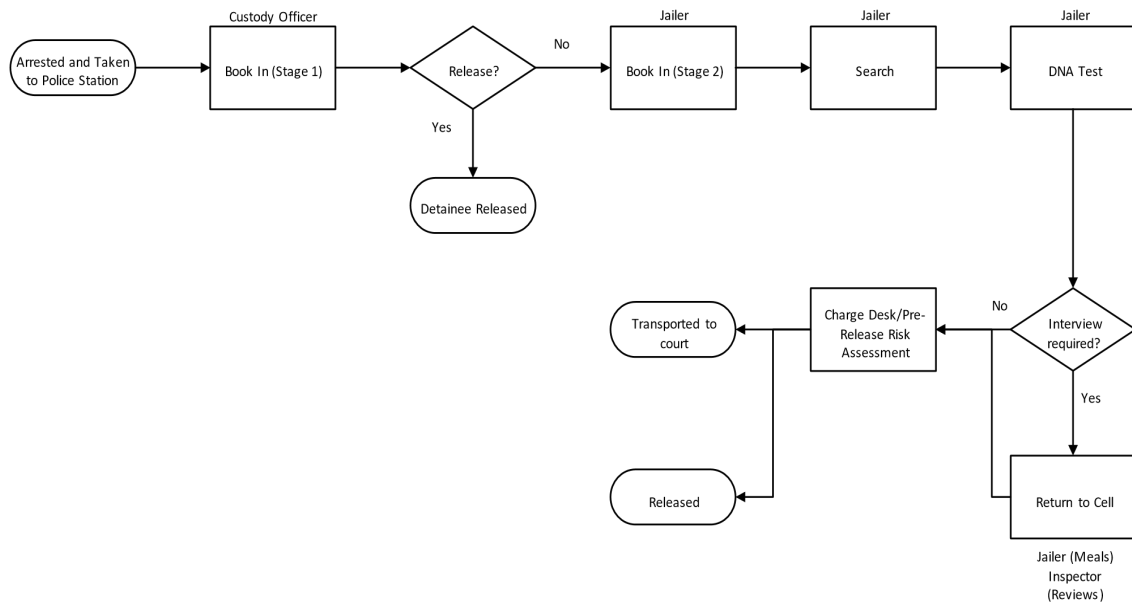 Custody Officer
Jailer
Jailer
Jailer
Arrested and Taken
to Police Station
Book In (Stage 1)
Release?
No
Book In (Stage 2)
Search
DNA Test
Yes
Detainee Released
Transported to
court
Charge Desk/Pre-
Release Risk
Assessment
No
Interview
required?
Yes
Released
Return to Cell
Jailer (Meals)
Inspector
(Reviews)